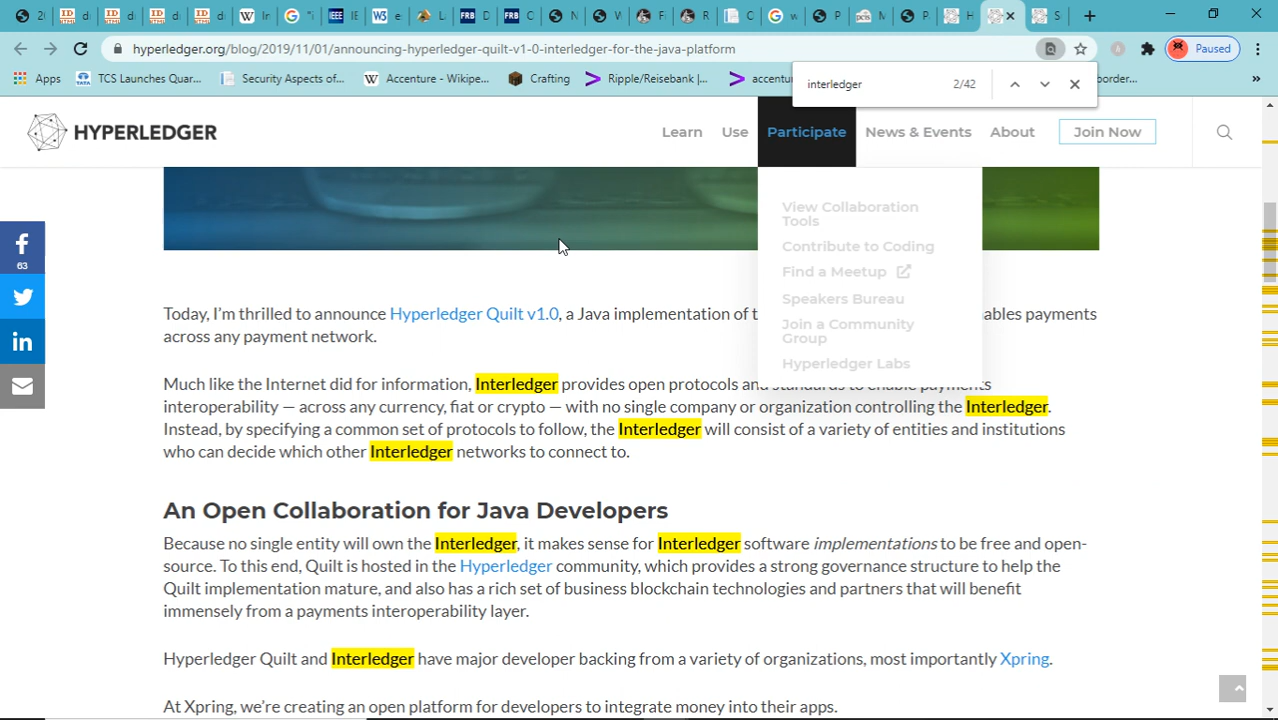 2( di di di di In "i IE e: L D C N V F R C w P M P H × S
hyperledger.org/blog/2019/11/01/announcing-hyperledger-quilt-v1-0-interledger-for-the-java-platform Paused
Apps TCS Launches Quar... Security Aspects of... Accenture - Wikipe... Crafting Ripple/Reisebank |... accent order... »
interledger 2/42
HYPERLEDGER Learn Use Participate News & Events About Join Now
View Collaboration
Tools
Contribute to Coding
Find a Meetup
Speakers Bureau
Join a Community
Group
Hyperledger Labs
63
Today, I'm thrilled to announce Hyperledger Quilt v1.0, a Java implementation of t ables payments
across any payment network.
Much like the Internet did for information, Interledger provides open protocols and standards to enable payments
interoperability — across any currency, fiat or crypto — with no single company or organization controlling the Interledger.
Instead, by specifying a common set of protocols to follow, the Interledger will consist of a variety of entities and institutions
who can decide which other Interledger networks to connect to.
An Open Collaboration for Java Developers
Because no single entity will own the Interledger, it makes sense for Interledger software implementations to be free and open-
source. To this end, Quilt is hosted in the Hyperledger community, which provides a strong governance structure to help the
Quilt implementation mature, and also has a rich set of business blockchain technologies and partners that will benefit
immensely from a payments interoperability layer.
Hyperledger Quilt and Interledger have major developer backing from a variety of organizations, most importantly Xpring.
At Xpring, we're creating an open platform for developers to integrate money into their apps.